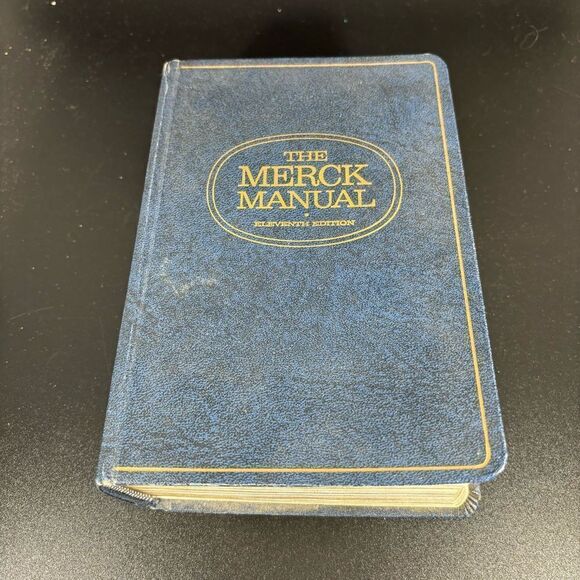 THE
MERCK
MANUAL
•
ELEVENTH EDITION